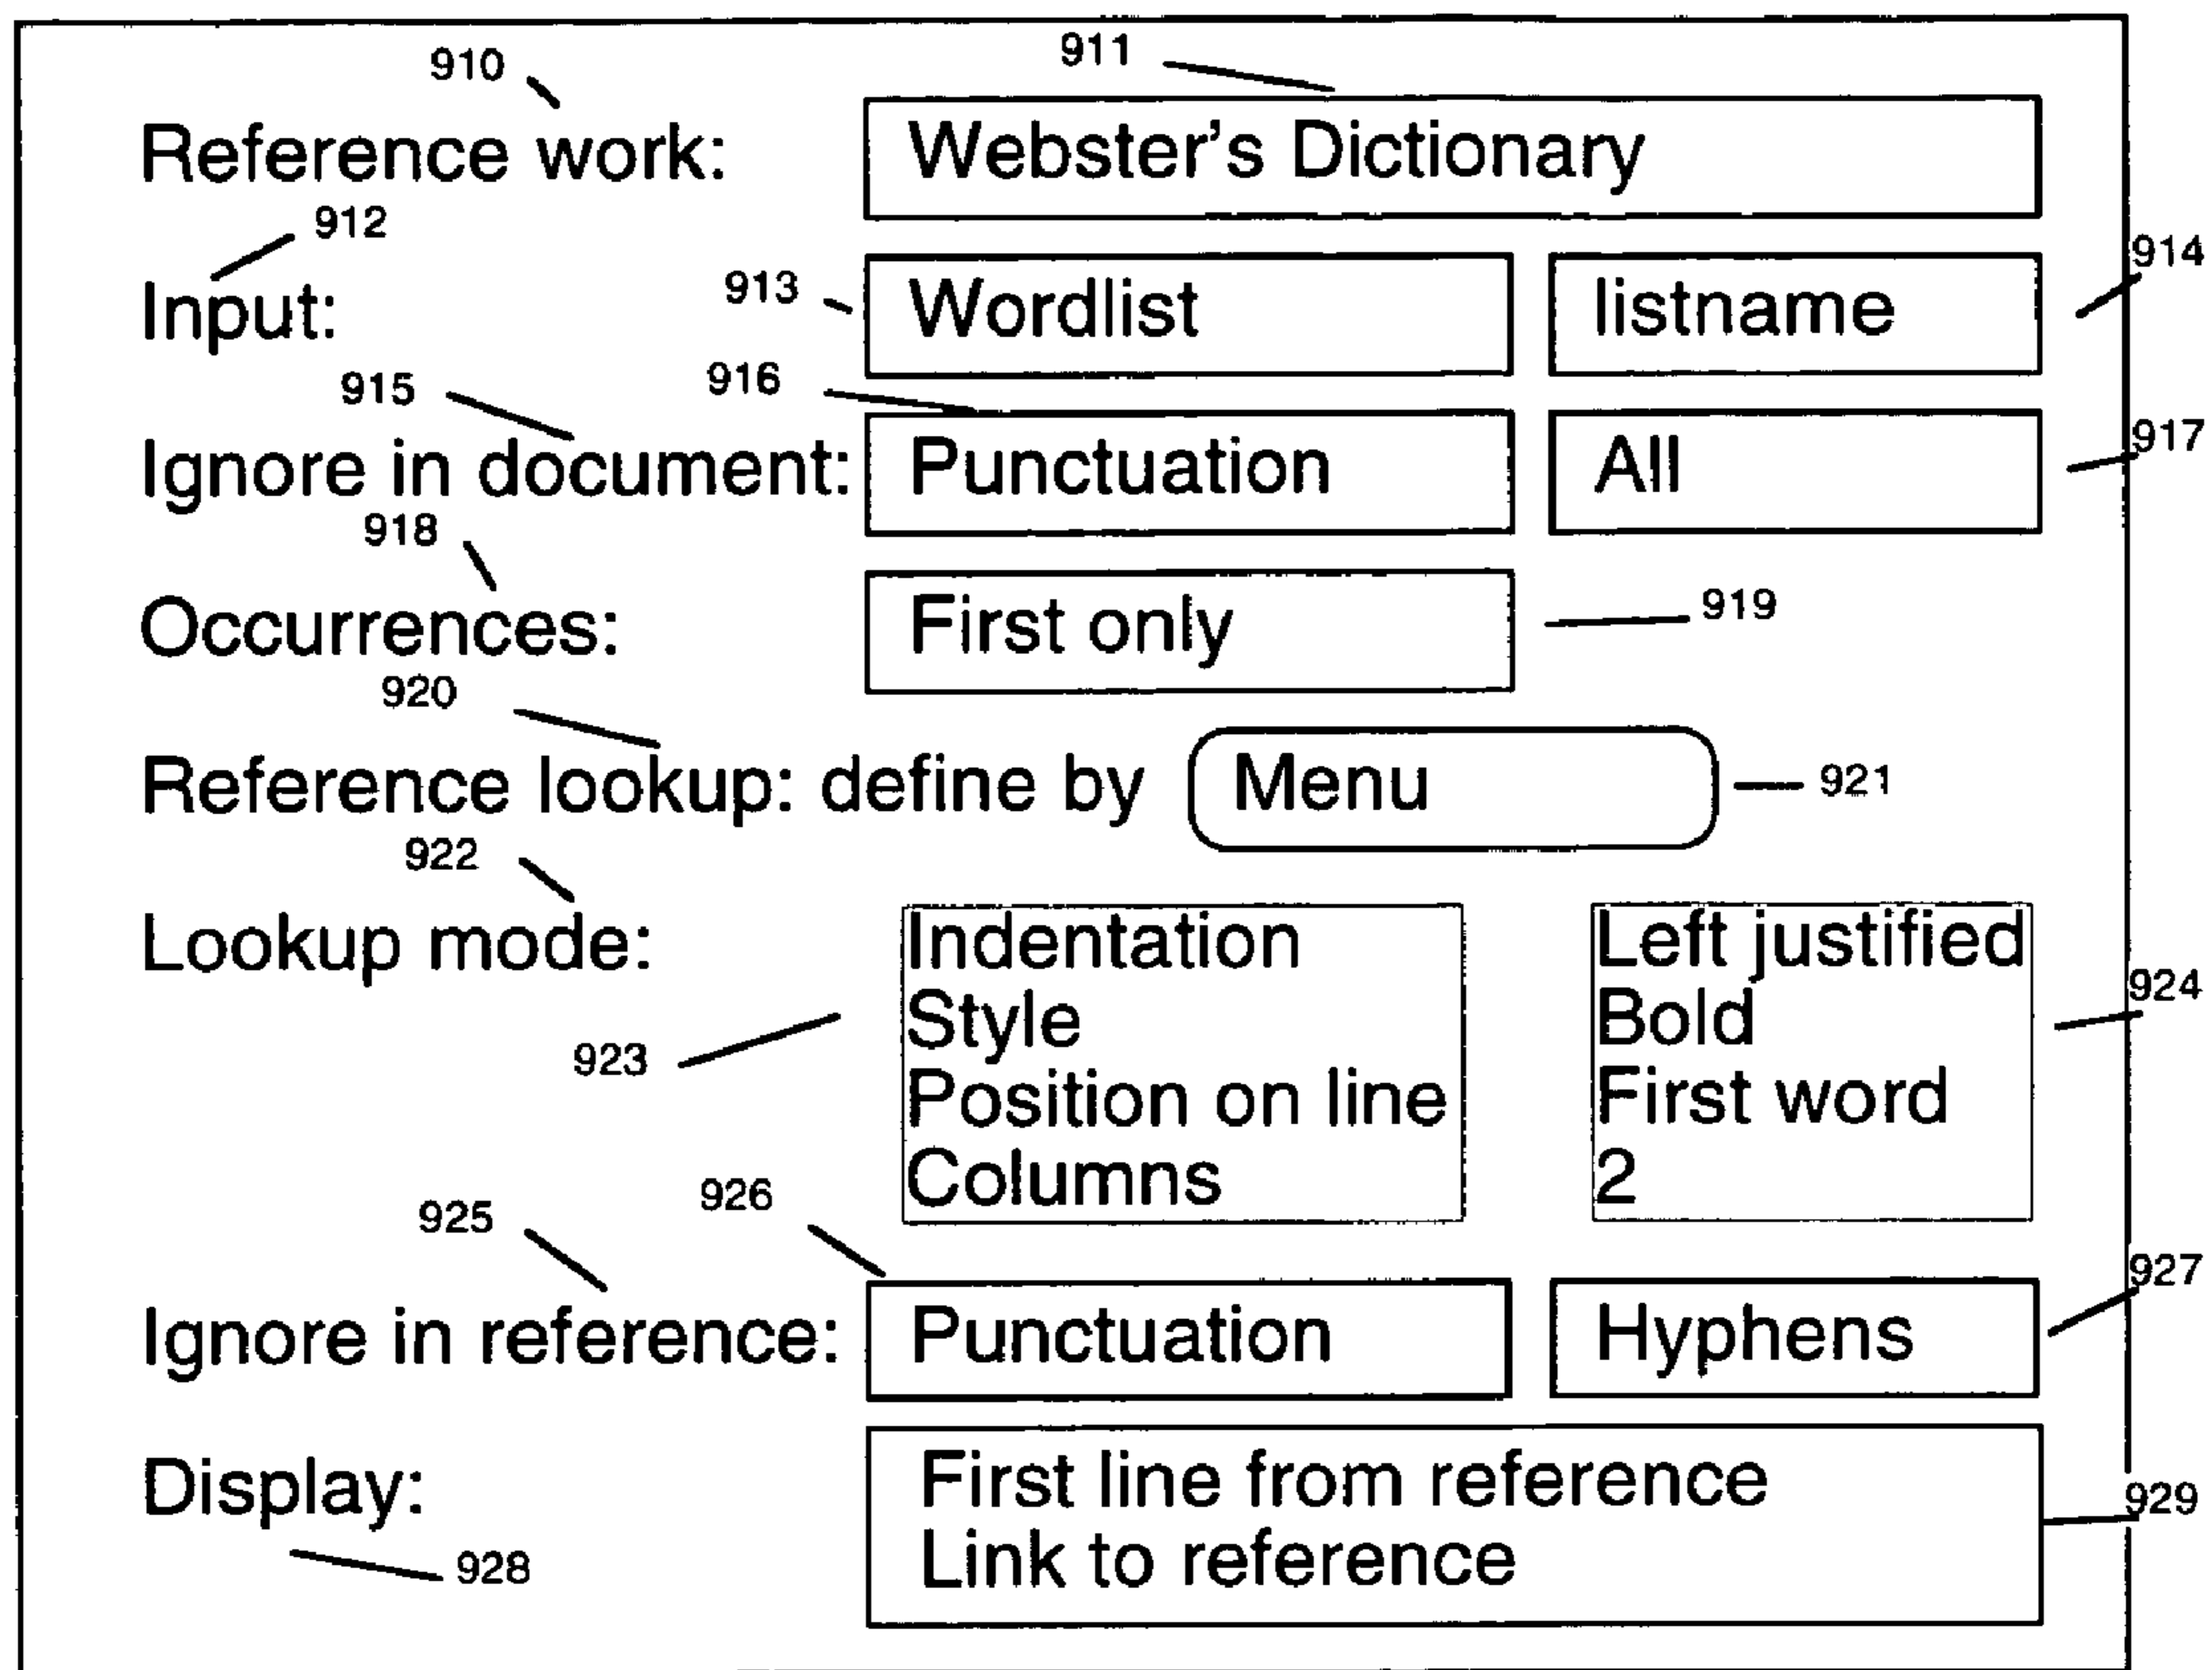 910 911
Reference work: Webster's Dictionary
912
914
Input: 913 Wordlist listname
915 916
917
Ignore in document: Punctuation All
918
Occurrences: First only 919
920
Reference lookup: define by Menu 921
922
Lookup mode: Indentation Left justified
924
Style Bold
923
Position on line First word
Columns 2
925 926
927
Ignore in reference: Punctuation Hyphens
Display: First line from reference
929
Link to reference
928